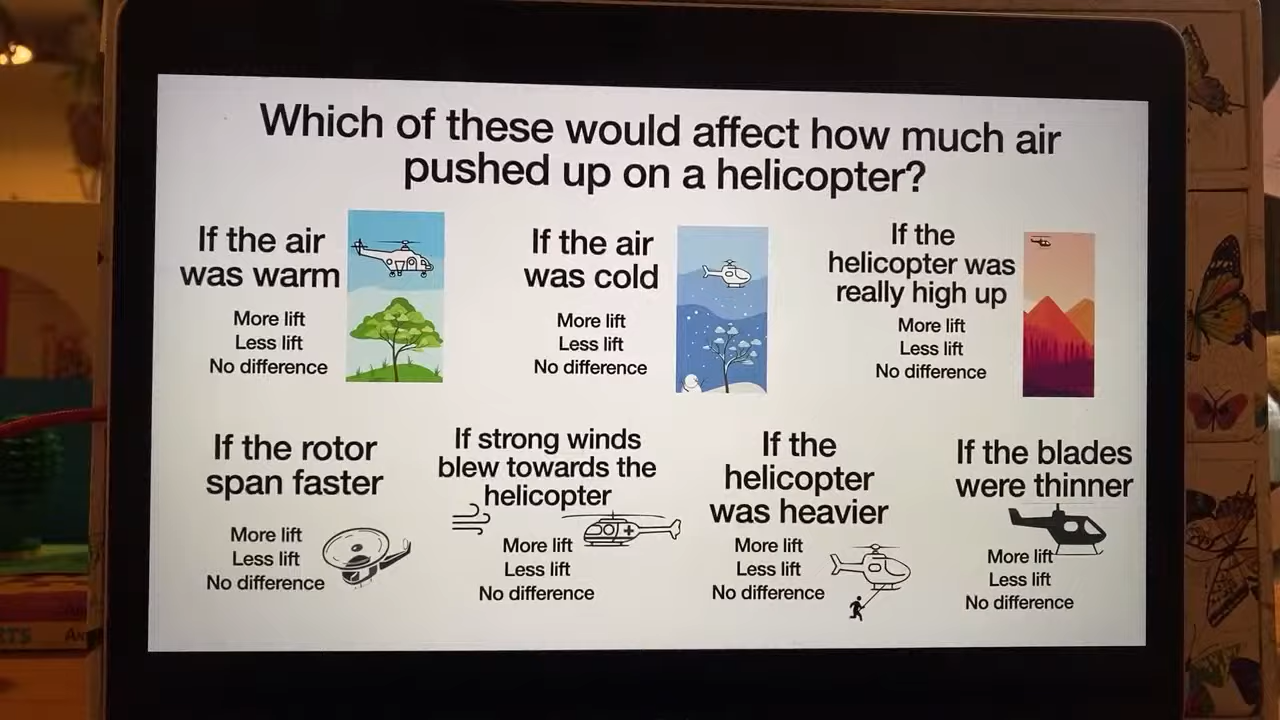 Which of these would affect how much air
pushed up on a helicopter?
If the air
was warm
More lift
Less lift
No difference
If the air
was cold
More lift
Less lift
No difference
If the
helicopter was
really high up
More lift
Less lift
No difference
If the rotor
span faster
More lift
Less lift
No difference
If strong winds
blew towards the
helicopter
More lift
Less lift
No difference
If the
helicopter
was heavier
More lift
Less lift
No difference
If the blades
were thinner
More lift
Less lift
No difference